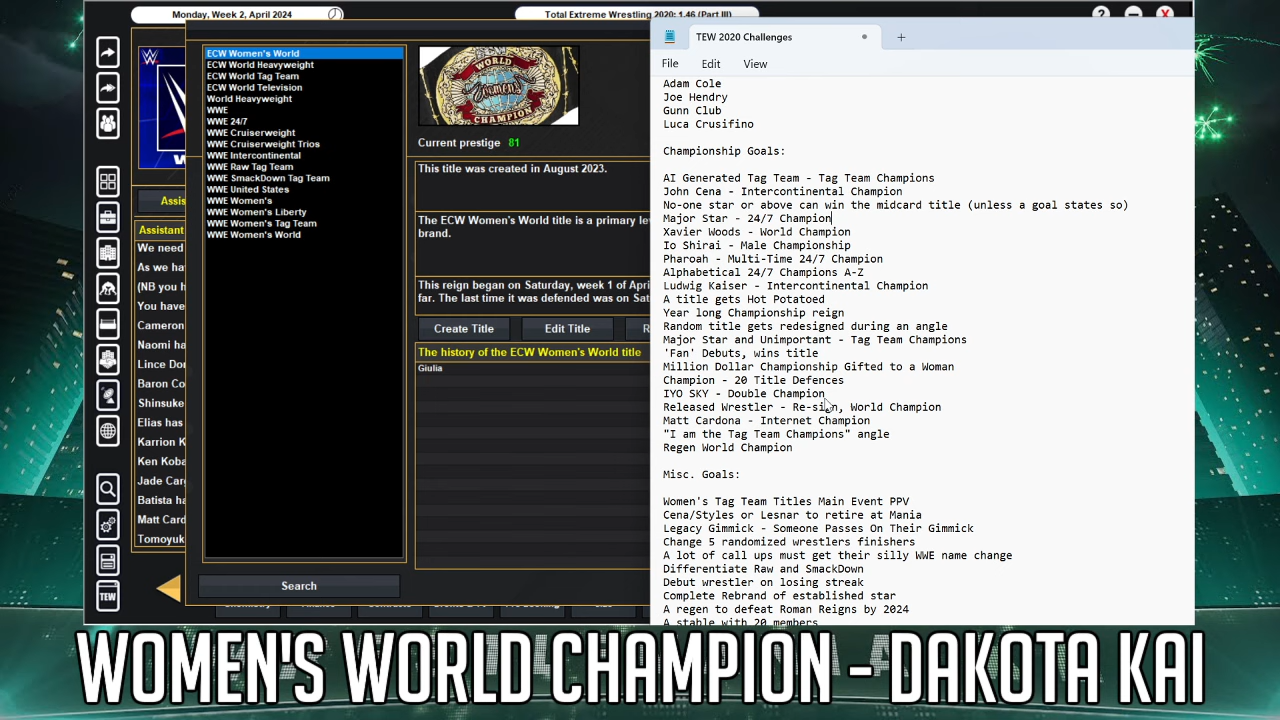 Monday, Week 2, April 2024
Total Extreme Wrestling 2020: 1.46 (Part III)
?
X
Assis
Assistant
We need
As we ha
(NB you h
You have
Cameron
Naomi ha
Lince Do
Baron Co
Shinsuke
Elias has
Karrion K
Ken Koba
Jade Car
Batista ha
Matt Card
Tomoyuk
TEW
ECW Women's World
ECW World Heavyweight
ECW World Tag Team
ECW World Television
World Heavyweight
WWE
WWE 24/7
WWE Cruiserweight
WWE Cruiserweight Trios
WWE Intercontinental
WWE Raw Tag Team
WWE SmackDown Tag Team
WWE United States
WWE Women's
WWE Women's Liberty
WWE Women's Tag Team
WWE Women's World
Search
WORLD
Women's
CHAMPION
Current prestige 81
This title was created in August 2023.
The ECW Women's World title is a primary le
brand.
This reign began on Saturday, week 1 of Apri
far. The last time it was defended was on Sat
Create Title
Edit Title
R
The history of the ECW Women's World title
Giulia
TEW 2020 Challenges
File
Edit
View
Adam Cole
Joe Hendry
Gunn Club
Luca Crusifino
Championship Goals:
AI Generated Tag Team - Tag Team Champions
John Cena - Intercontinental Champion
No-one star or above can win the midcard title (unless a goal states so)
Major Star - 24/7 Champion
Xavier Woods - World Champion
Io Shirai - Male Championship
Pharoah - Multi-Time 24/7 Champion
Alphabetical 24/7 Champions A-Z
Ludwig Kaiser - Intercontinental Champion
A title gets Hot Potatoed
Year long Championship reign
Random title gets redesigned during an angle
Major Star and Unimportant - Tag Team Champions
'Fan' Debuts, wins title
Million Dollar Championship Gifted to a Woman
Champion - 20 Title Defences
IYO SKY - Double Champion
Released Wrestler - Re-sign, World Champion
Matt Cardona - Internet Champion
"I am the Tag Team Champions" angle
Regen World Champion
Misc. Goals:
Women's Tag Team Titles Main Event PPV
Cena/Styles or Lesnar to retire at Mania
Legacy Gimmick - Someone Passes On Their Gimmick
Change 5 randomized wrestlers finishers
A lot of call ups must get their silly WWE name change
Differentiate Raw and SmackDown
Debut wrestler on losing streak
Complete Rebrand of established star
A regen to defeat Roman Reigns by 2024
A stable with 20 members
WOMEN'S WORLD CHAMPION - DAKOTA KAI